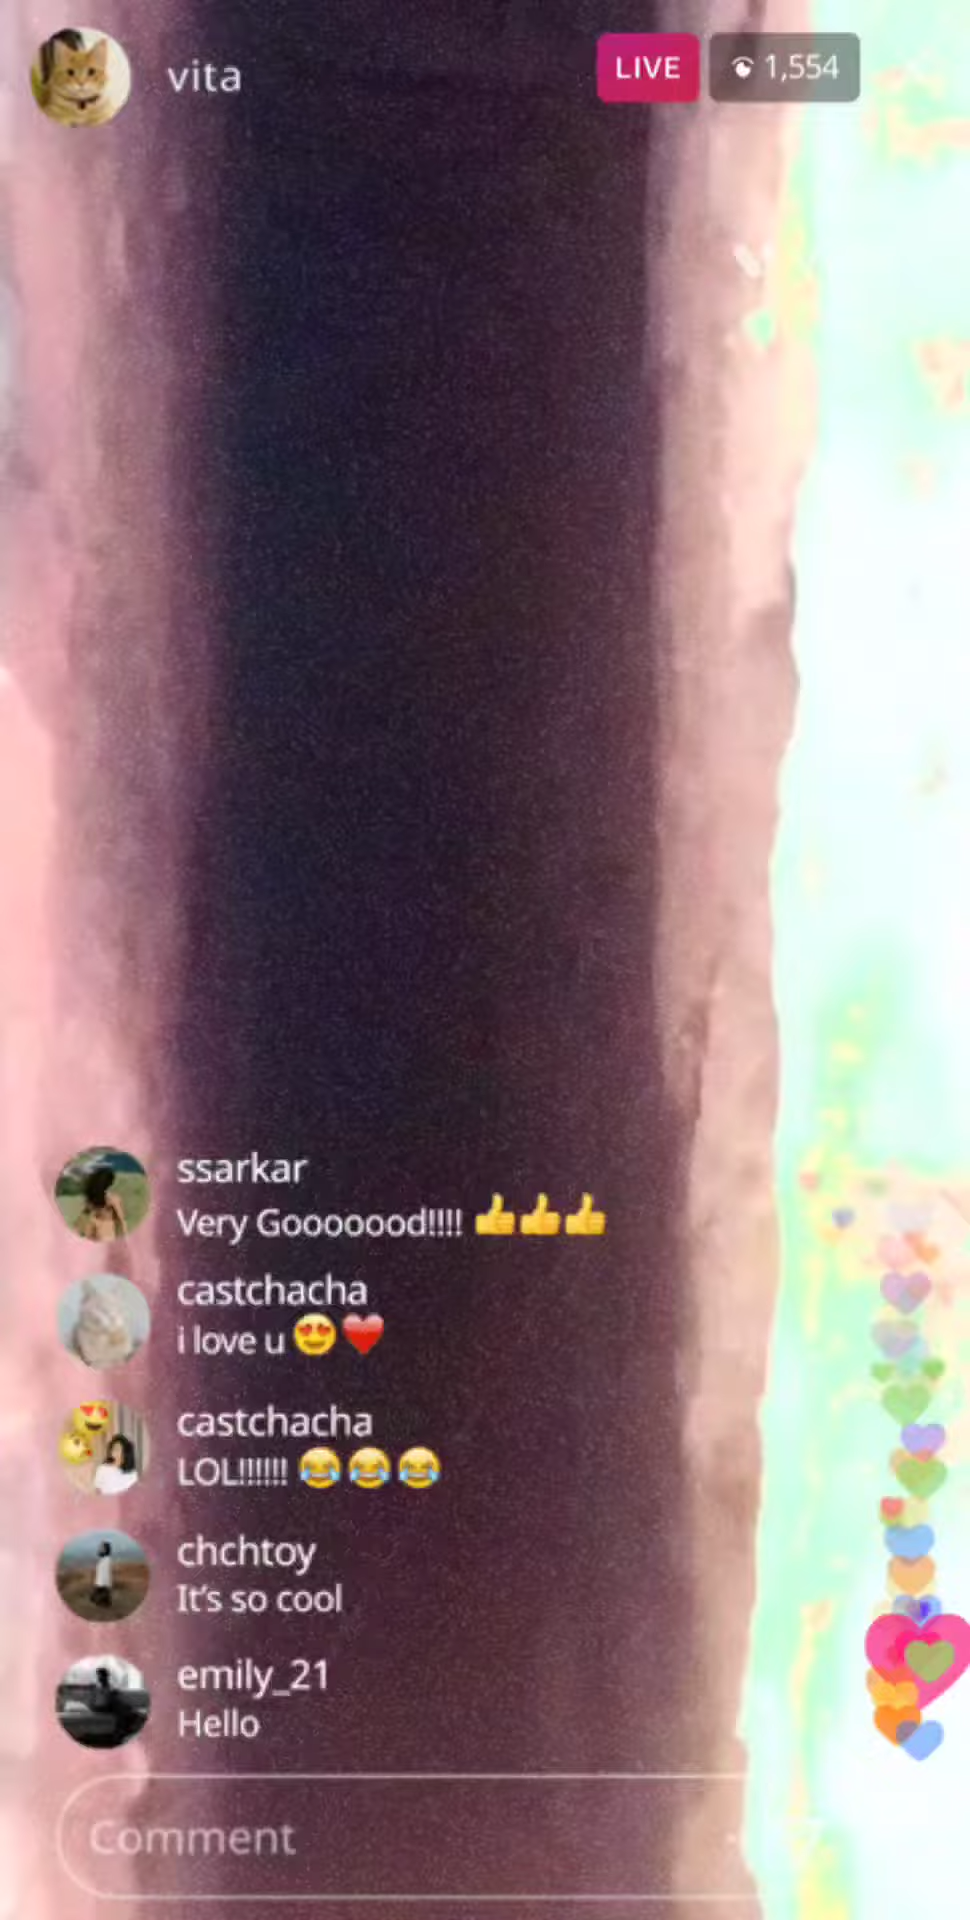 vita
LIVE 1,554
ssarkar
Very Gooooood!!!! 👍👍👍
castchacha
i love u 😍❤️
castchacha
LOL!!!!!! 😂😂😂
chchtoy
It's so cool
emily_21
Hello
Comment